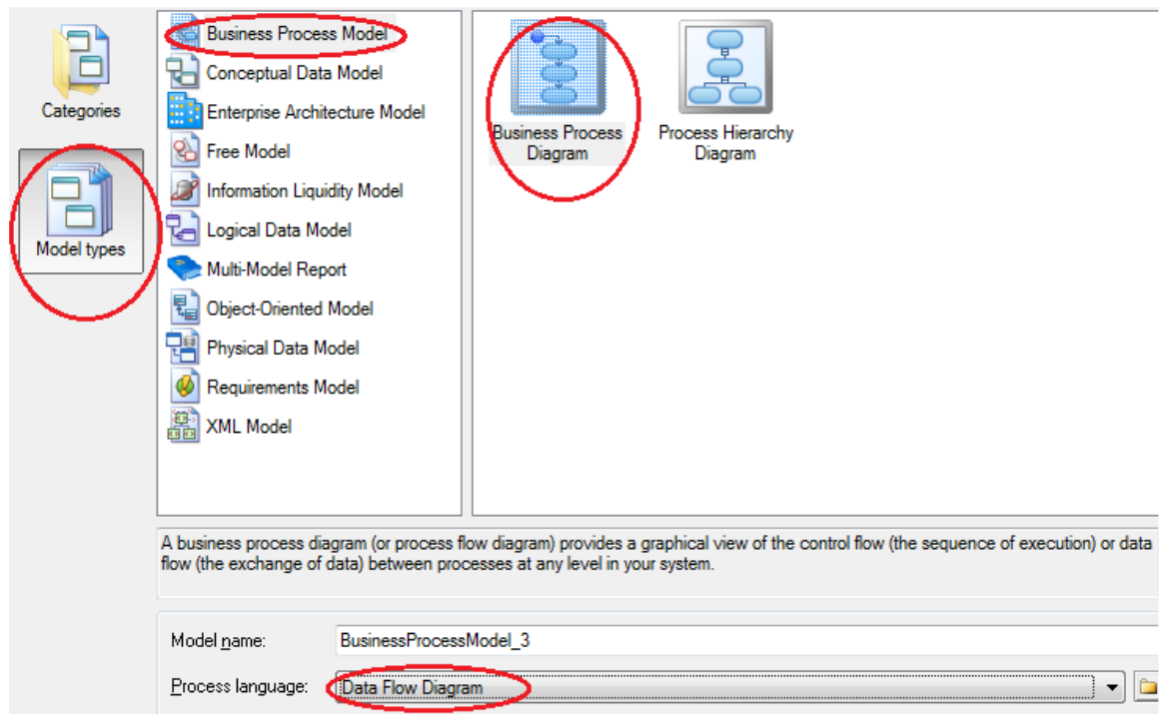 Categories
Model types
Business Process Model
Conceptual Data Model
Enterprise Architecture Model
Free Model
Information Liquidity Model
Logical Data Model
Multi-Model Report
Object-Oriented Model
Physical Data Model
Requirements Model
XML Model
Business Process
Diagram
Process Hierarchy
Diagram
A business process diagram (or process flow diagram) provides a graphical view of the control flow (the sequence of execution) or data
flow (the exchange of data) between processes at any level in your system.
Model name: BusinessProcessModel_3
Process language: Data Flow Diagram